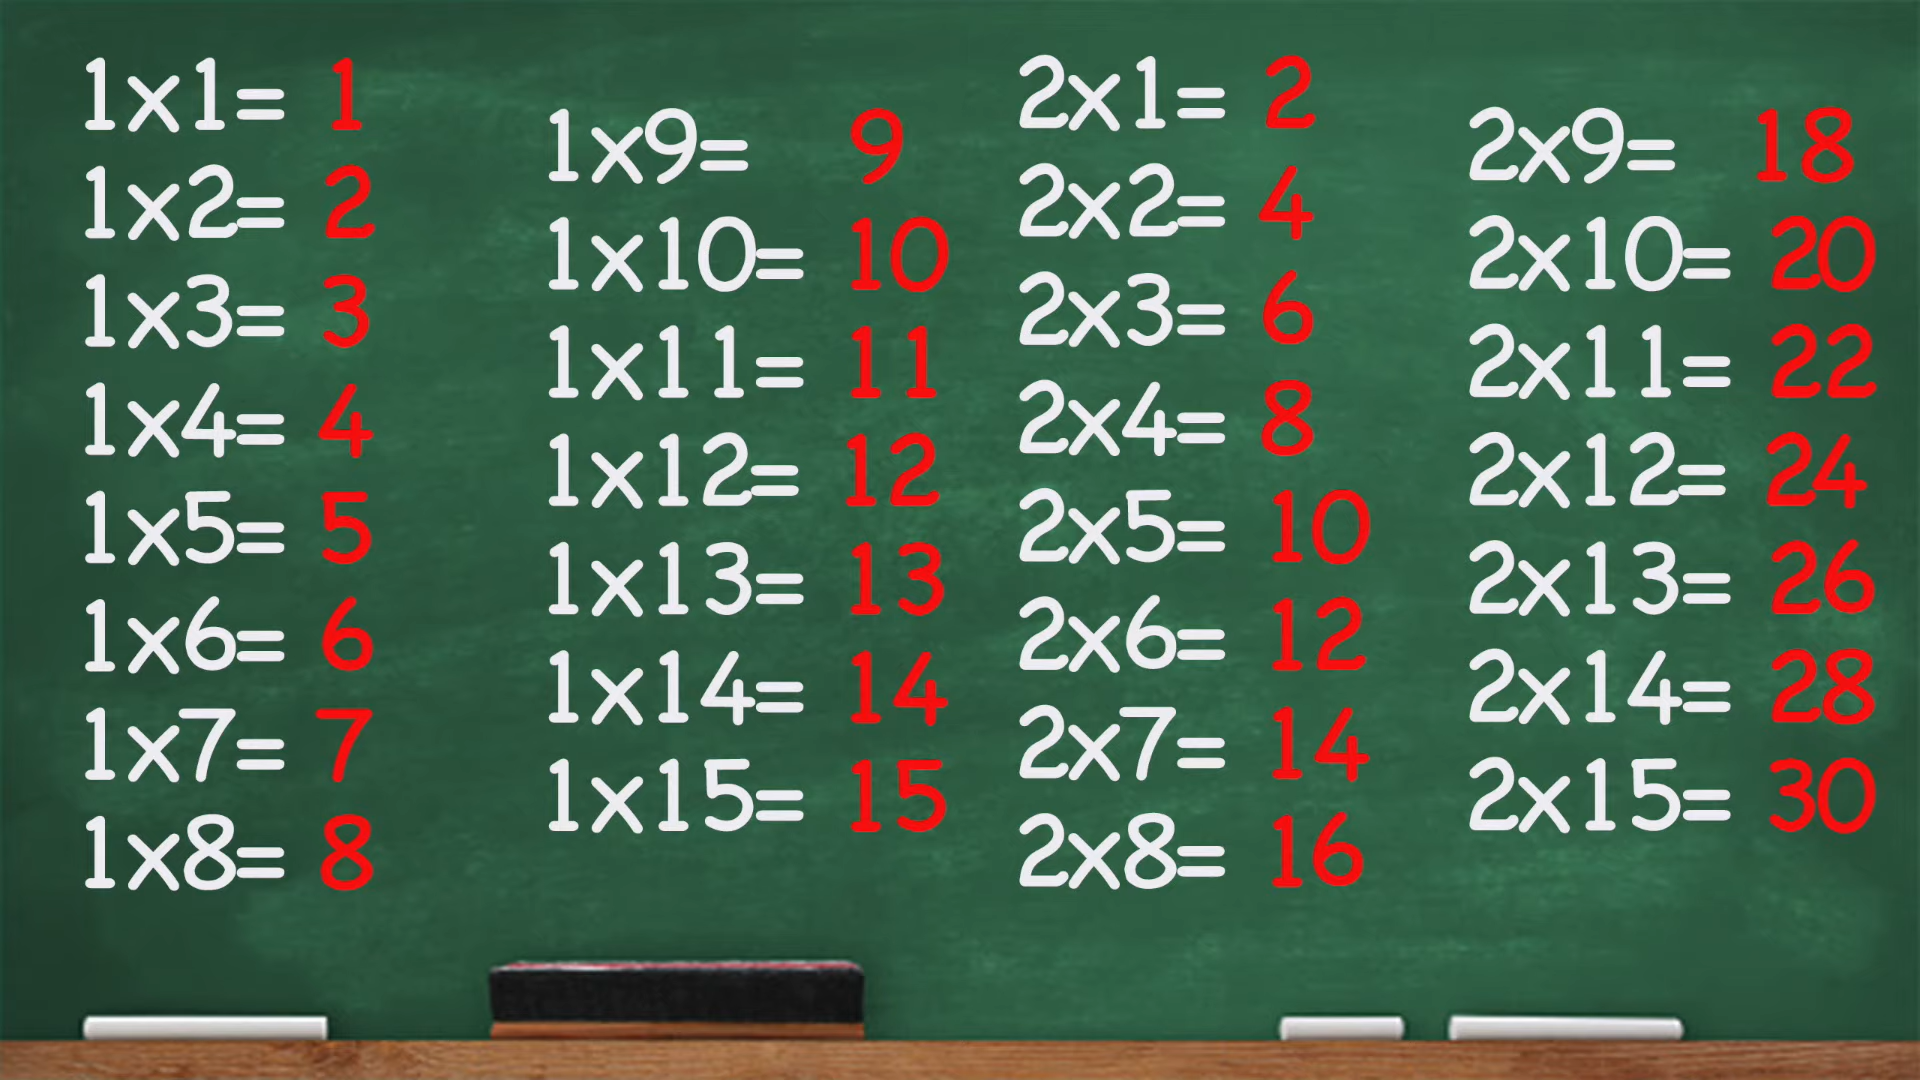 1x1= 1
1x2= 2
1x3= 3
1x4= 4
1x5= 5
1x6= 6
1x7= 7
1x8= 8
1x9= 9
1x10= 10
1x11= 11
1x12= 12
1x13= 13
1x14= 14
1x15= 15
2x1= 2
2x2= 4
2x3= 6
2x4= 8
2x5= 10
2x6= 12
2x7= 14
2x8= 16
2x9= 18
2x10= 20
2x11= 22
2x12= 24
2x13= 26
2x14= 28
2x15= 30